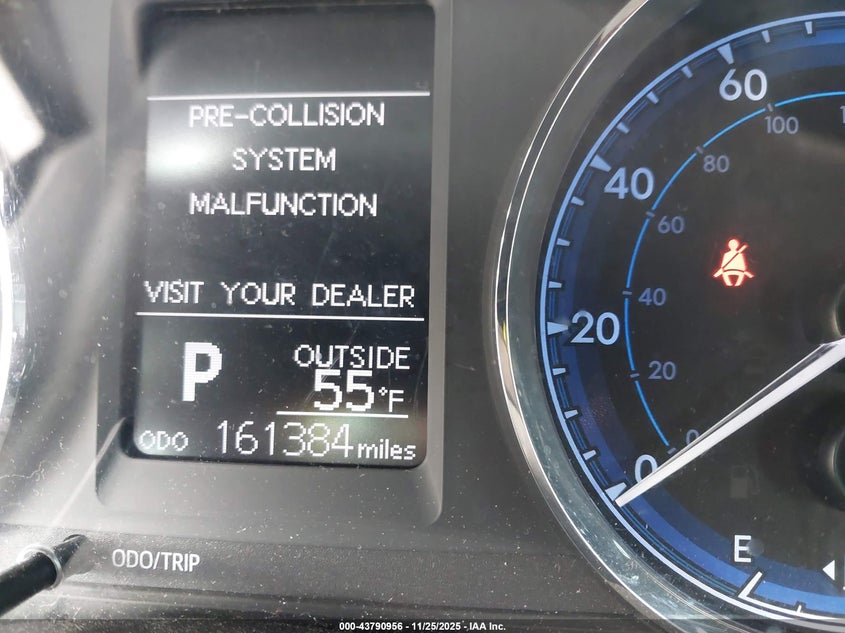 PRE-COLLISION
SYSTEM
MALFUNCTION
VISIT YOUR DEALER
P
OUTSIDE
55°F
ODO 161384 miles
ODO/TRIP
60
100
80
40
60
40
20
20
0
0
E
000-43790956 - 11/25/2025 - IAA Inc.